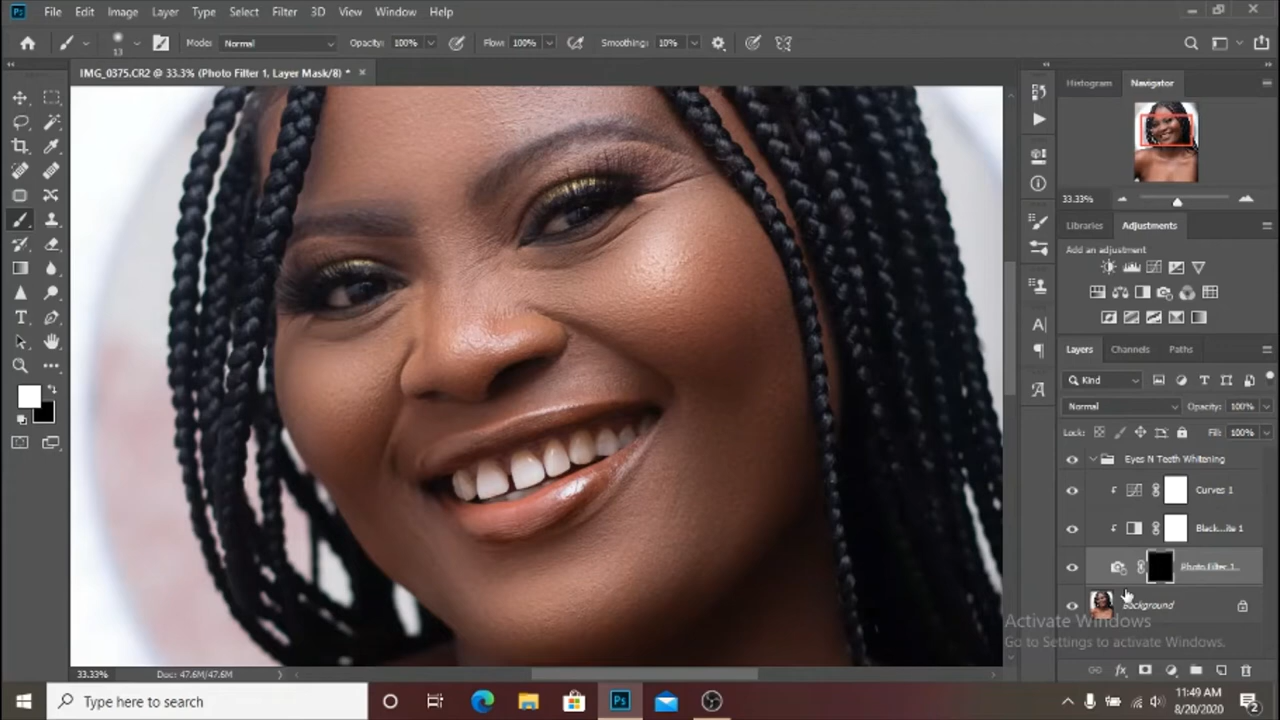 Ps File Edit Image Layer Type Select Filter 3D View Window Help
13 Mode: Normal Opacity: 100% Flow: 100% Smoothing: 10%
IMG_0375.CR2 @ 33.3% (Photo Filter 1, Layer Mask/8) *
Histogram Navigator
33.33%
Libraries Adjustments
Add an adjustment
Layers Channels Paths
Kind
Normal Opacity: 100%
Lock: Fill: 100%
Eyes N Teeth Whitening
Curves 1
Black...ite 1
Photo Filter 1...
Background
Activate Windows
Go to Settings to activate Windows.
33.33% Doc: 47.6M/47.6M
Type here to search
Ps
11:49 AM
8/20/2020
2